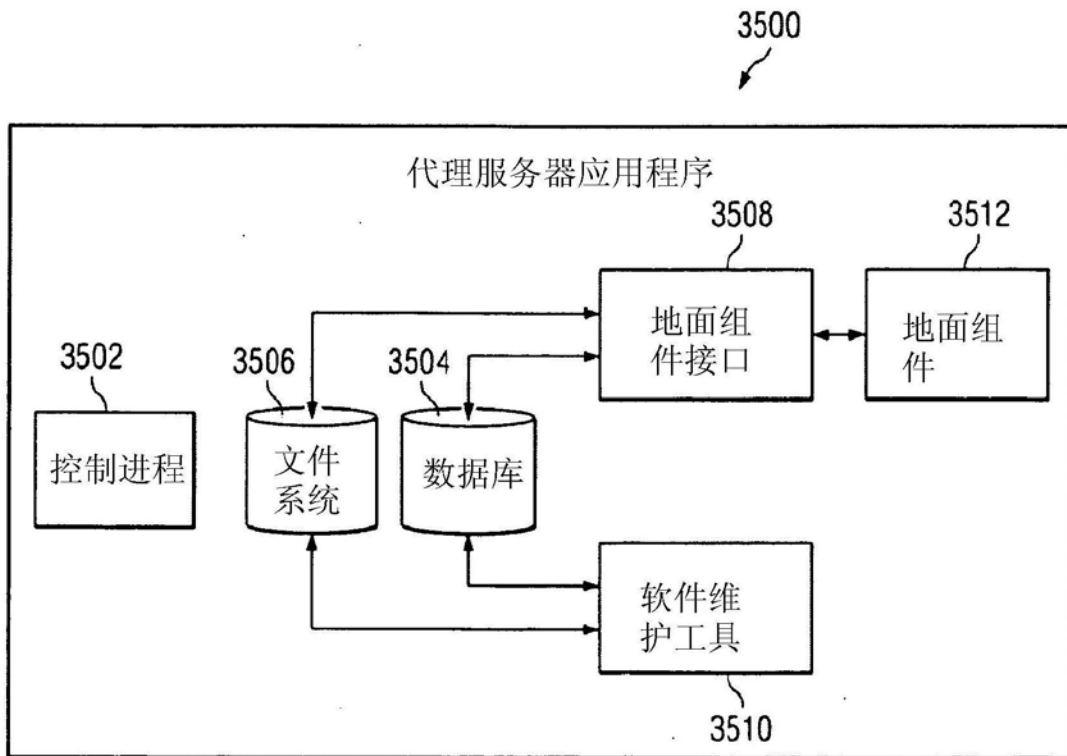 3500
代理服务器应用程序
3508
3512
地面组
件接口
地面组
件
3502
3506
3504
控制进程
文件
系统
数据库
软件维
护工具
3510